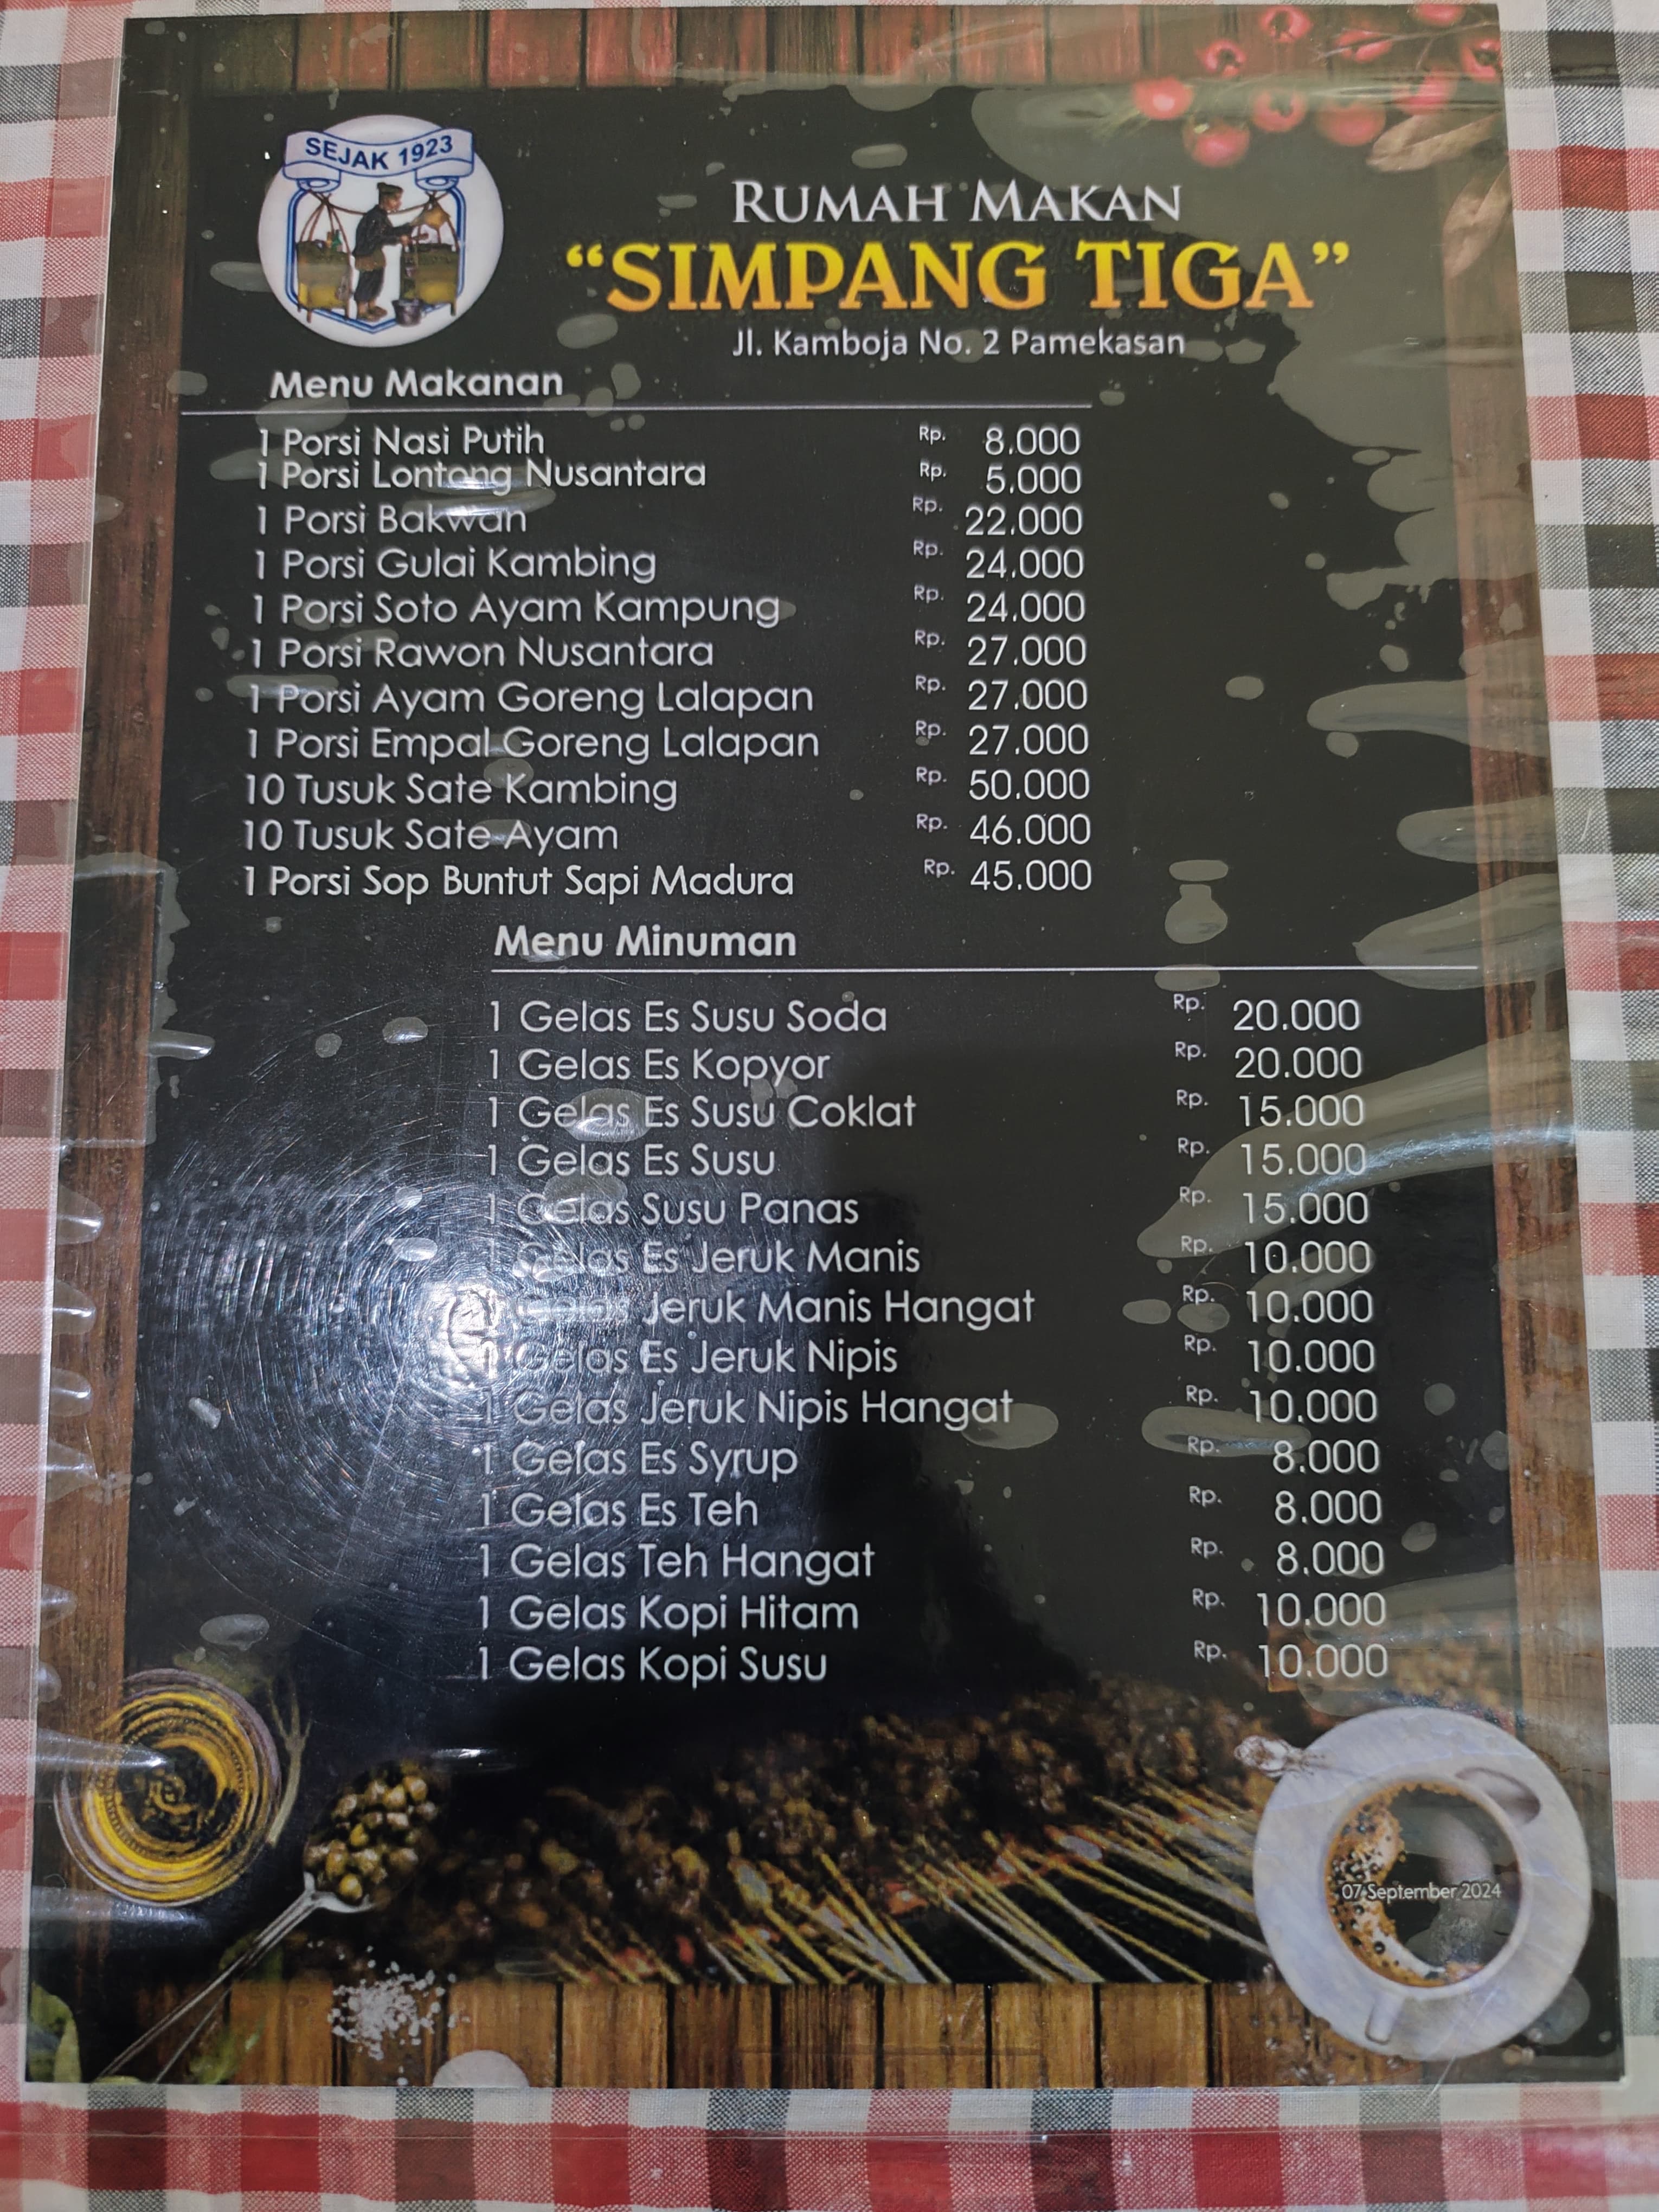 SEJAK 1923
RUMAH MAKAN
“SIMPANG TIGA”
Jl. Kamboja No. 2 Pamekasan
Menu Makanan
1 Porsi Nasi Putih Rp. 8.000
1 Porsi Lontong Nusantara Rp. 5.000
1 Porsi Bakwan Rp. 22.000
1 Porsi Gulai Kambing Rp. 24.000
1 Porsi Soto Ayam Kampung Rp. 24.000
1 Porsi Rawon Nusantara Rp. 27.000
1 Porsi Ayam Goreng Lalapan Rp. 27.000
1 Porsi Empal Goreng Lalapan Rp. 27.000
10 Tusuk Sate Kambing Rp. 50.000
10 Tusuk Sate Ayam Rp. 46.000
1 Porsi Sop Buntut Sapi Madura Rp. 45.000
Menu Minuman
1 Gelas Es Susu Soda Rp. 20.000
1 Gelas Es Kopyor Rp. 20.000
1 Gelas Es Susu Coklat Rp. 15.000
1 Gelas Es Susu Rp. 15.000
1 Gelas Susu Panas Rp. 15.000
1 Gelas Es Jeruk Manis Rp. 10.000
1 Gelas Jeruk Manis Hangat Rp. 10.000
1 Gelas Es Jeruk Nipis Rp. 10.000
1 Gelas Jeruk Nipis Hangat Rp. 10.000
1 Gelas Es Syrup Rp. 8.000
1 Gelas Es Teh Rp. 8.000
1 Gelas Teh Hangat Rp. 8.000
1 Gelas Kopi Hitam Rp. 10.000
1 Gelas Kopi Susu Rp. 10.000
07 September 2024